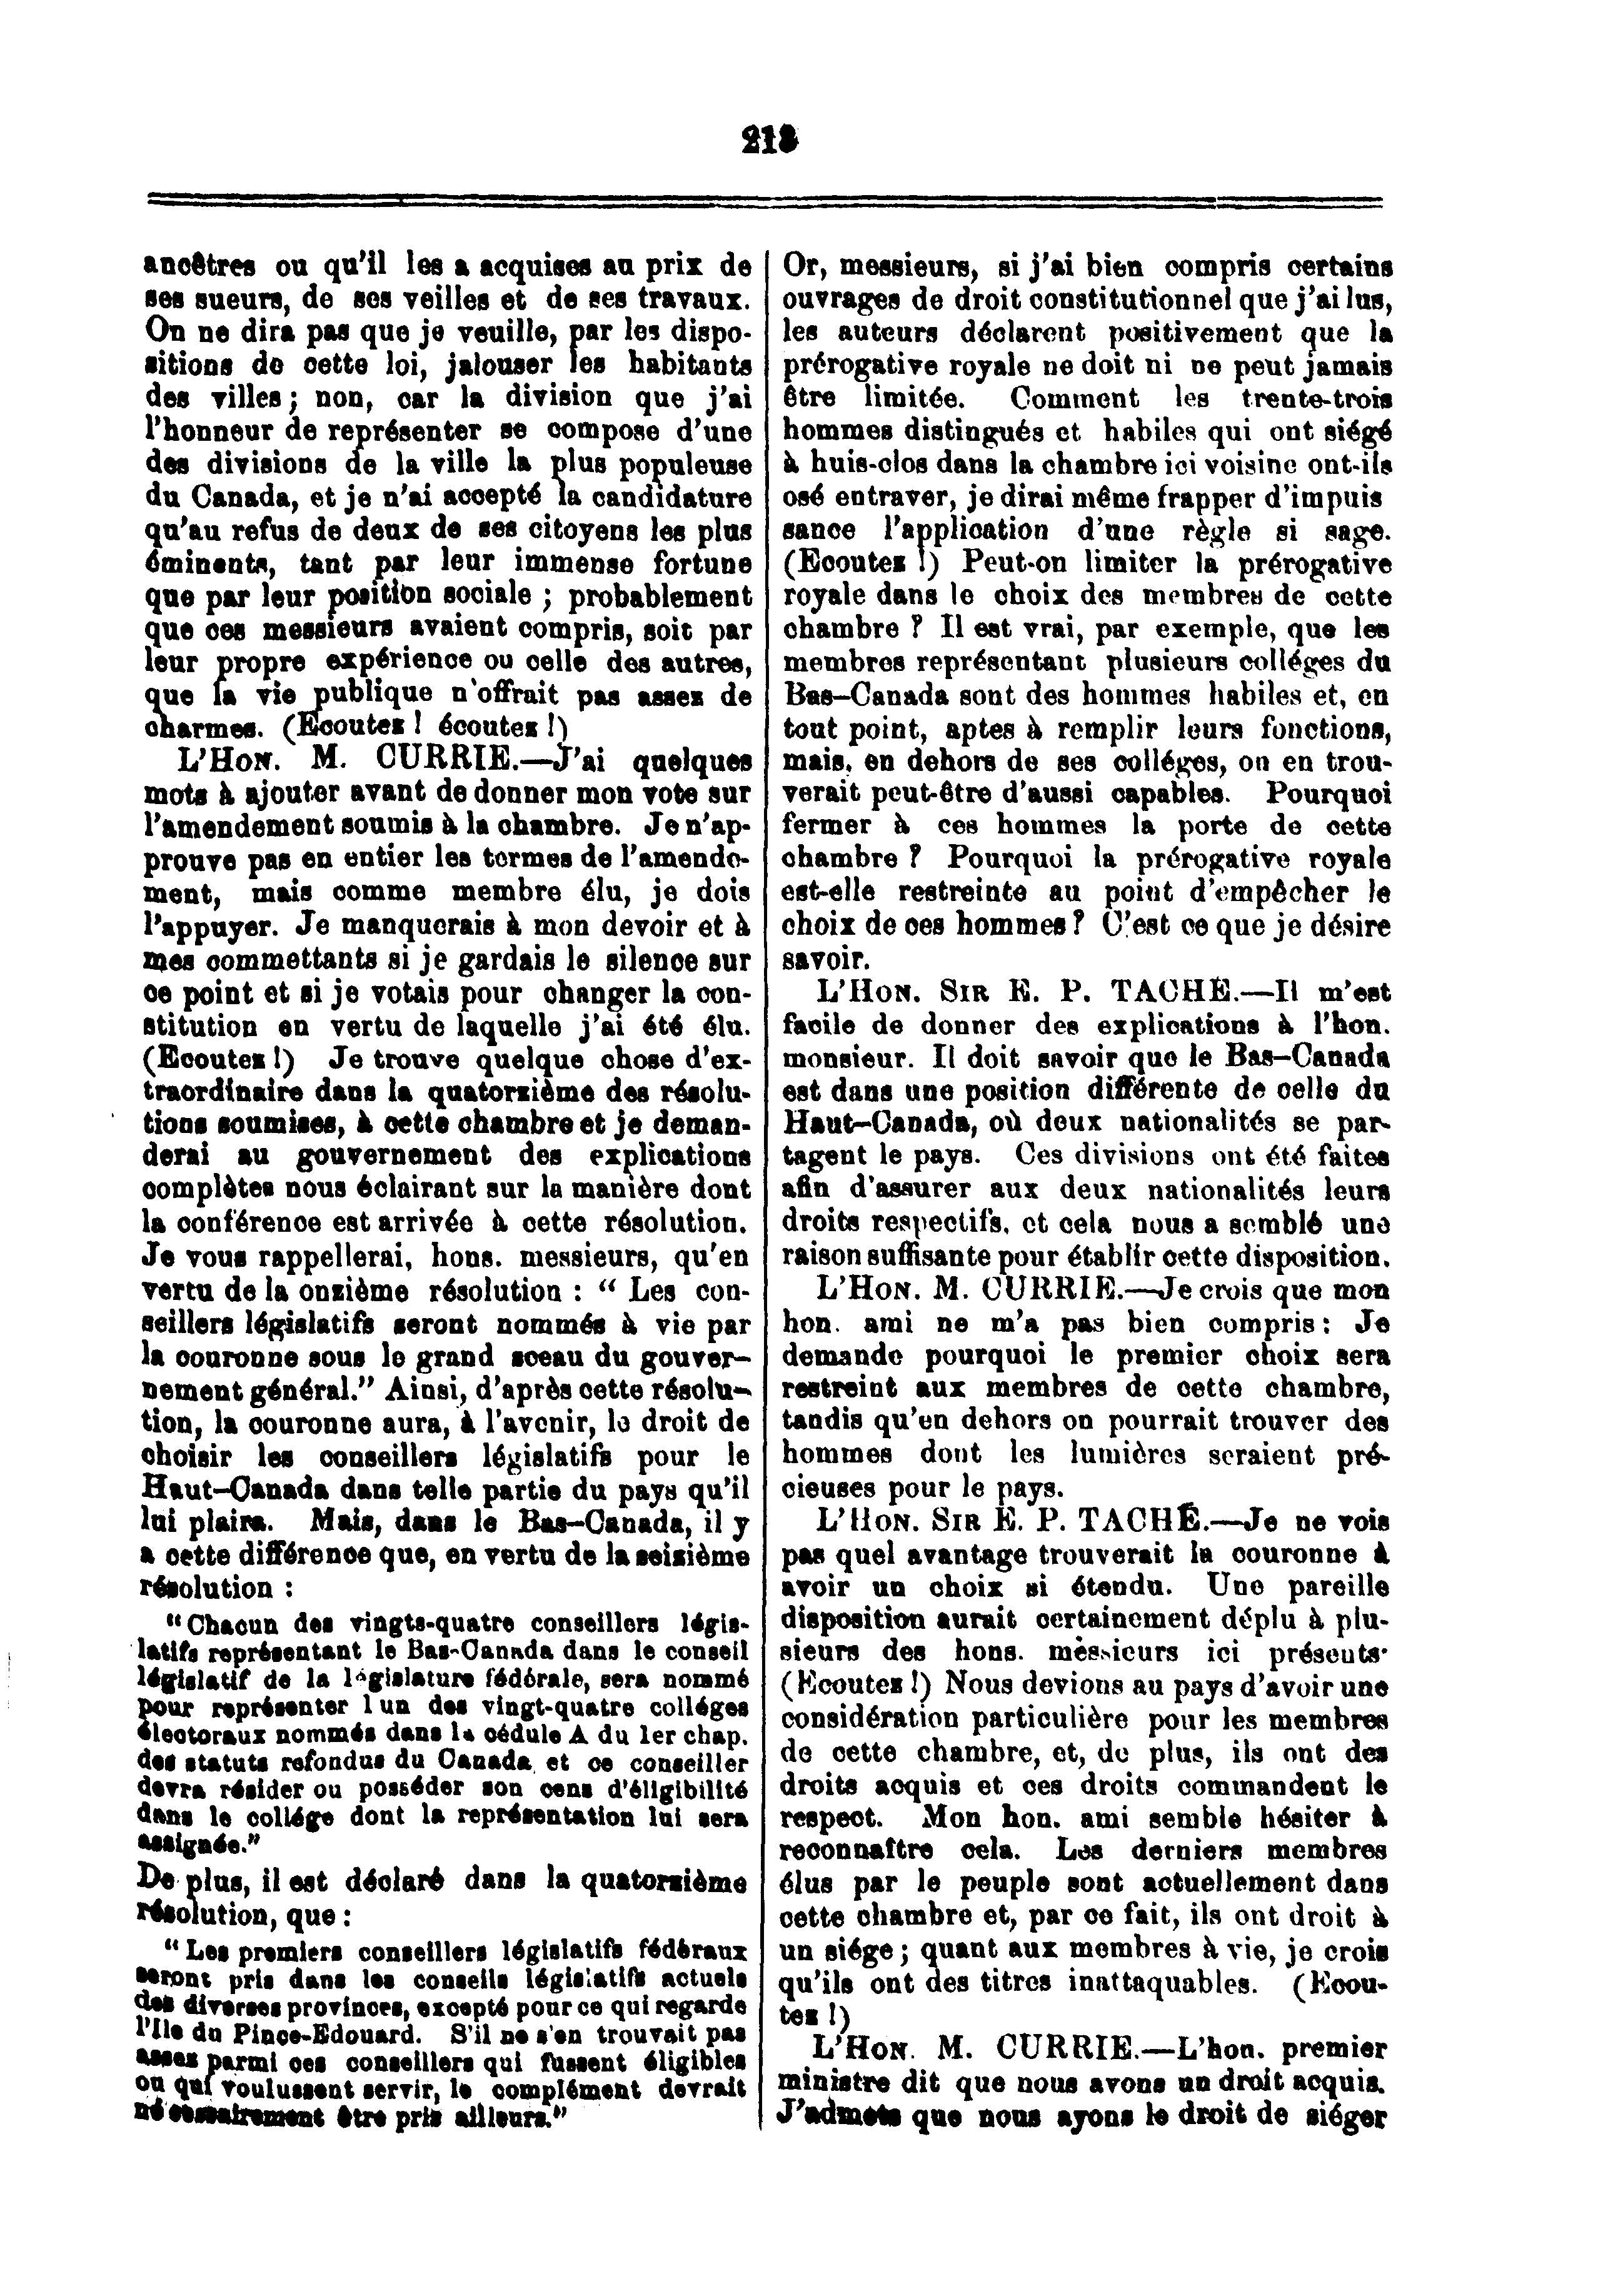 213
ancêtres ou qu'il les a acquises au prix de
ses sueurs, de ses veilles et de ses travaux.
On ne dira pas que je veuille, par les dispo-
sitions de cette loi, jalouser les habitants
des villes; non, car la division que j'ai
l'honneur de représenter se compose d'une
des divisions de la ville la plus populeuse
du Canada, et je n'ai accepté la candidature
qu'au refus de deux de ses citoyens les plus
éminents, tant par leur immense fortune
que par leur position sociale ; probablement
que ces messieurs avaient compris, soit par
leur propre expérience ou celle des autres,
que la vie publique n'offrait pas assez de
charmes. (Ecoutez ! écoutez !)
L'HON. M. CURRIE.—J'ai quelques
mots à ajouter avant de donner mon vote sur
l'amendement soumis à la chambre. Je n'ap-
prouve pas en entier les termes de l'amende-
ment, mais comme membre élu, je dois
l'appuyer. Je manquerais à mon devoir et à
mes commettants si je gardais le silence sur
ce point et si je votais pour changer la con-
stitution en vertu de laquelle j'ai été élu.
(Ecoutez !) Je trouve quelque chose d'ex-
traordinaire dans la quatorzième des résolu-
tions soumises, à cette chambre et je deman-
derai au gouvernement des explications
complètes nous éclairant sur la manière dont
la conférence est arrivée à cette résolution.
Je vous rappellerai, hons. messieurs, qu'en
vertu de la onzième résolution : " Les con-
seillers législatifs seront nommés à vie par
la couronne sous le grand sceau du gouver-
nement général." Ainsi, d'après cette résolu-
tion, la couronne aura, à l'avenir, le droit de
choisir les conseillers législatifs pour le
Haut-Canada dans telle partie du pays qu'il
lui plaira. Mais, dans le Bas-Canada, il y
a cette différence que, en vertu de la seizième
résolution :
" Chacun des vingts-quatre conseillers légis-
latifs représentant le Bas-Canada dans le conseil
législatif de la législature fédérale, sera nommé
pour représenter l un des vingt-quatre colléges
électoraux nommés dans la cédule A du 1er chap.
des statuts refondus du Canada, et ce conseiller
devra résider ou posséder son cens d'éligibilité
dans le collége dont la représentation lui sera
assignée."
De plus, il est déclaré dans la quatorzième
résolution, que :
" Les premiers conseillers législatifs fédéraux
seront pris dans les conseils législatifs actuels
des diverses provinces, excepté pour ce qui regarde
l'Ile du Pince-Edouard. S'il ne s'en trouvait pas
assez parmi ces conseillers qui fussent éligibles
ou qui voulussent servir, le complément devrait
nécessairement être pris ailleurs."
Or, messieurs, si j'ai bien compris certains
ouvrages de droit constitutionnel que j'ai lus,
les auteurs déclarent positivement que la
prérogative royale ne doit ni ne peut jamais
être limitée. Comment les trente-trois
hommes distingués et habiles qui ont siégé
à huis-clos dans la chambre ici voisine ont-ils
osé entraver, je dirai même frapper d'impuis
sance l'application d'une règle si sage.
(Ecoutez !) Peut-on limiter la prérogative
royale dans le choix des membres de cette
chambre ? Il est vrai, par exemple, que les
membres représentant plusieurs colléges du
Bas-Canada sont des hommes habiles et, en
tout point, aptes à remplir leurs fonctions,
mais, en dehors de ses colléges, on en trou-
verait peut-être d'aussi capables. Pourquoi
fermer à ces hommes la porte de cette
chambre ? Pourquoi la prérogative royale
est-elle restreinte au point d'empêcher le
choix de ces hommes ? C'est ce que je désire
savoir.
L'HON. SIR E. P. TACHÉ.—Il m'est
facile de donner des explications à l'hon.
monsieur. Il doit savoir que le Bas-Canada
est dans une position différente de celle du
Haut-Canada, où deux nationalités se par-
tagent le pays. Ces divisions ont été faites
afin d'assurer aux deux nationalités leurs
droits respectifs, et cela nous a semblé une
raison suffisante pour établir cette disposition.
L'HON. M. CURRIE.—Je crois que mon
hon. ami ne m'a pas bien compris: Je
demande pourquoi le premier choix sera
restreint aux membres de cette chambre,
tandis qu'en dehors on pourrait trouver des
hommes dont les lumières seraient pré-
cieuses pour le pays.
L'HON. SIR E. P. TACHÉ.—Je ne vois
pas quel avantage trouverait la couronne à
avoir un choix si étendu. Une pareille
disposition aurait certainement déplu à plu-
sieurs des hons. messieurs ici présents.
(Ecoutez !) Nous devions au pays d'avoir une
considération particulière pour les membres
de cette chambre, et, de plus, ils ont des
droits acquis et ces droits commandent le
respect. Mon hon. ami semble hésiter à
reconnaître cela. Les derniers membres
élus par le peuple sont actuellement dans
cette chambre et, par ce fait, ils ont droit à
un siége ; quant aux membres à vie, je crois
qu'ils ont des titres inattaquables. (Ecou-
tez !)
L'HON. M. CURRIE.—L'hon. premier
ministre dit que nous avons un droit acquis.
J'admets que nous ayons le droit de siéger